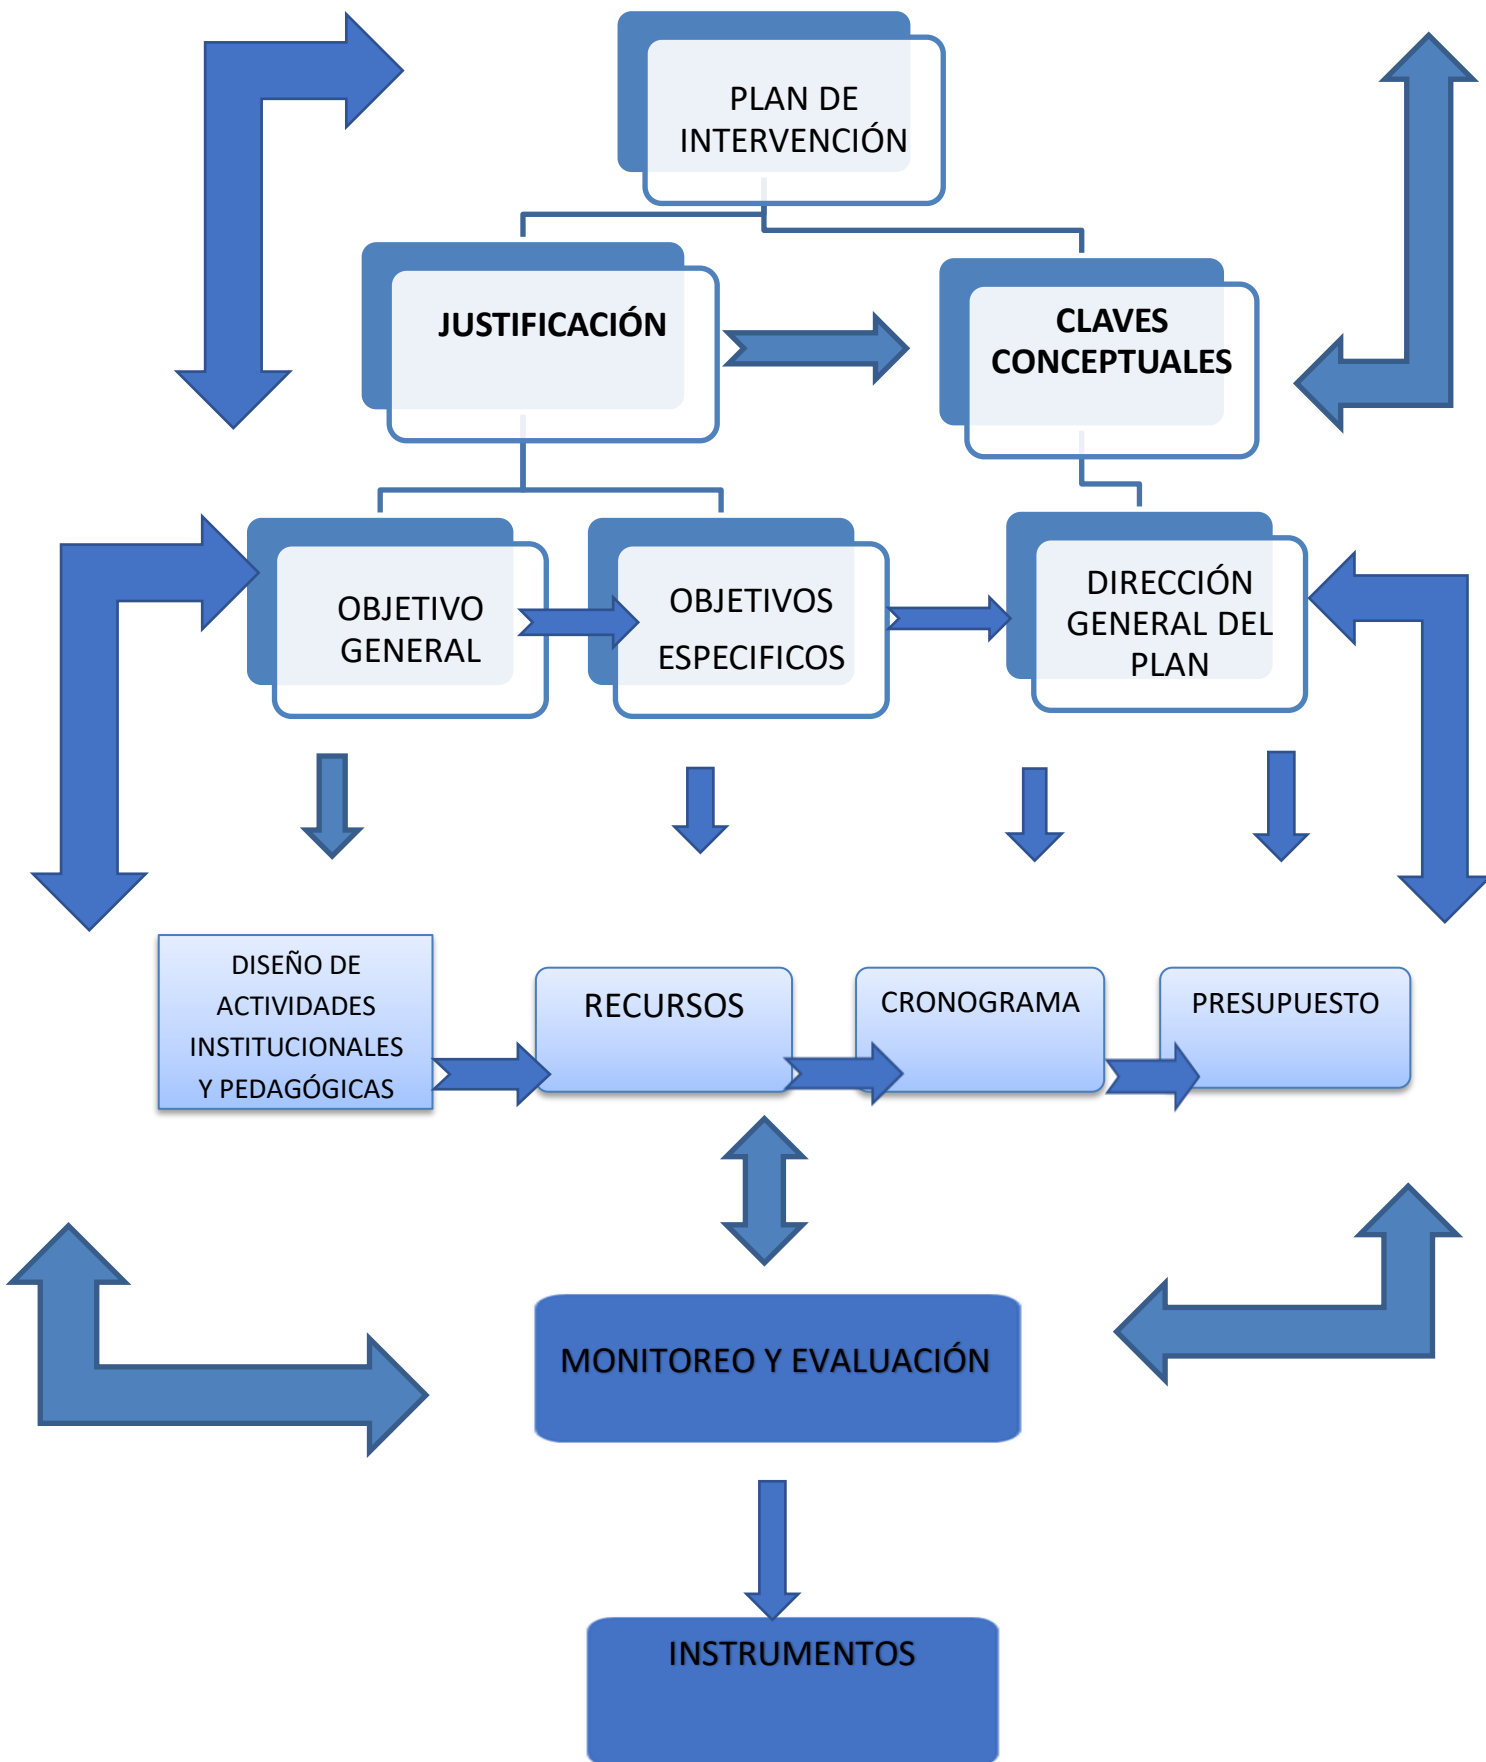 PLAN DE
INTERVENCIÓN
JUSTIFICACIÓN
CLAVES
CONCEPTUALES
OBJETIVO
GENERAL
OBJETIVOS
ESPECIFICOS
DIRECCIÓN
GENERAL DEL
PLAN
DISEÑO DE
ACTIVIDADES
INSTITUCIONALES
Y PEDAGÓGICAS
RECURSOS
CRONOGRAMA
PRESUPUESTO
MONITOREO Y EVALUACIÓN
INSTRUMENTOS